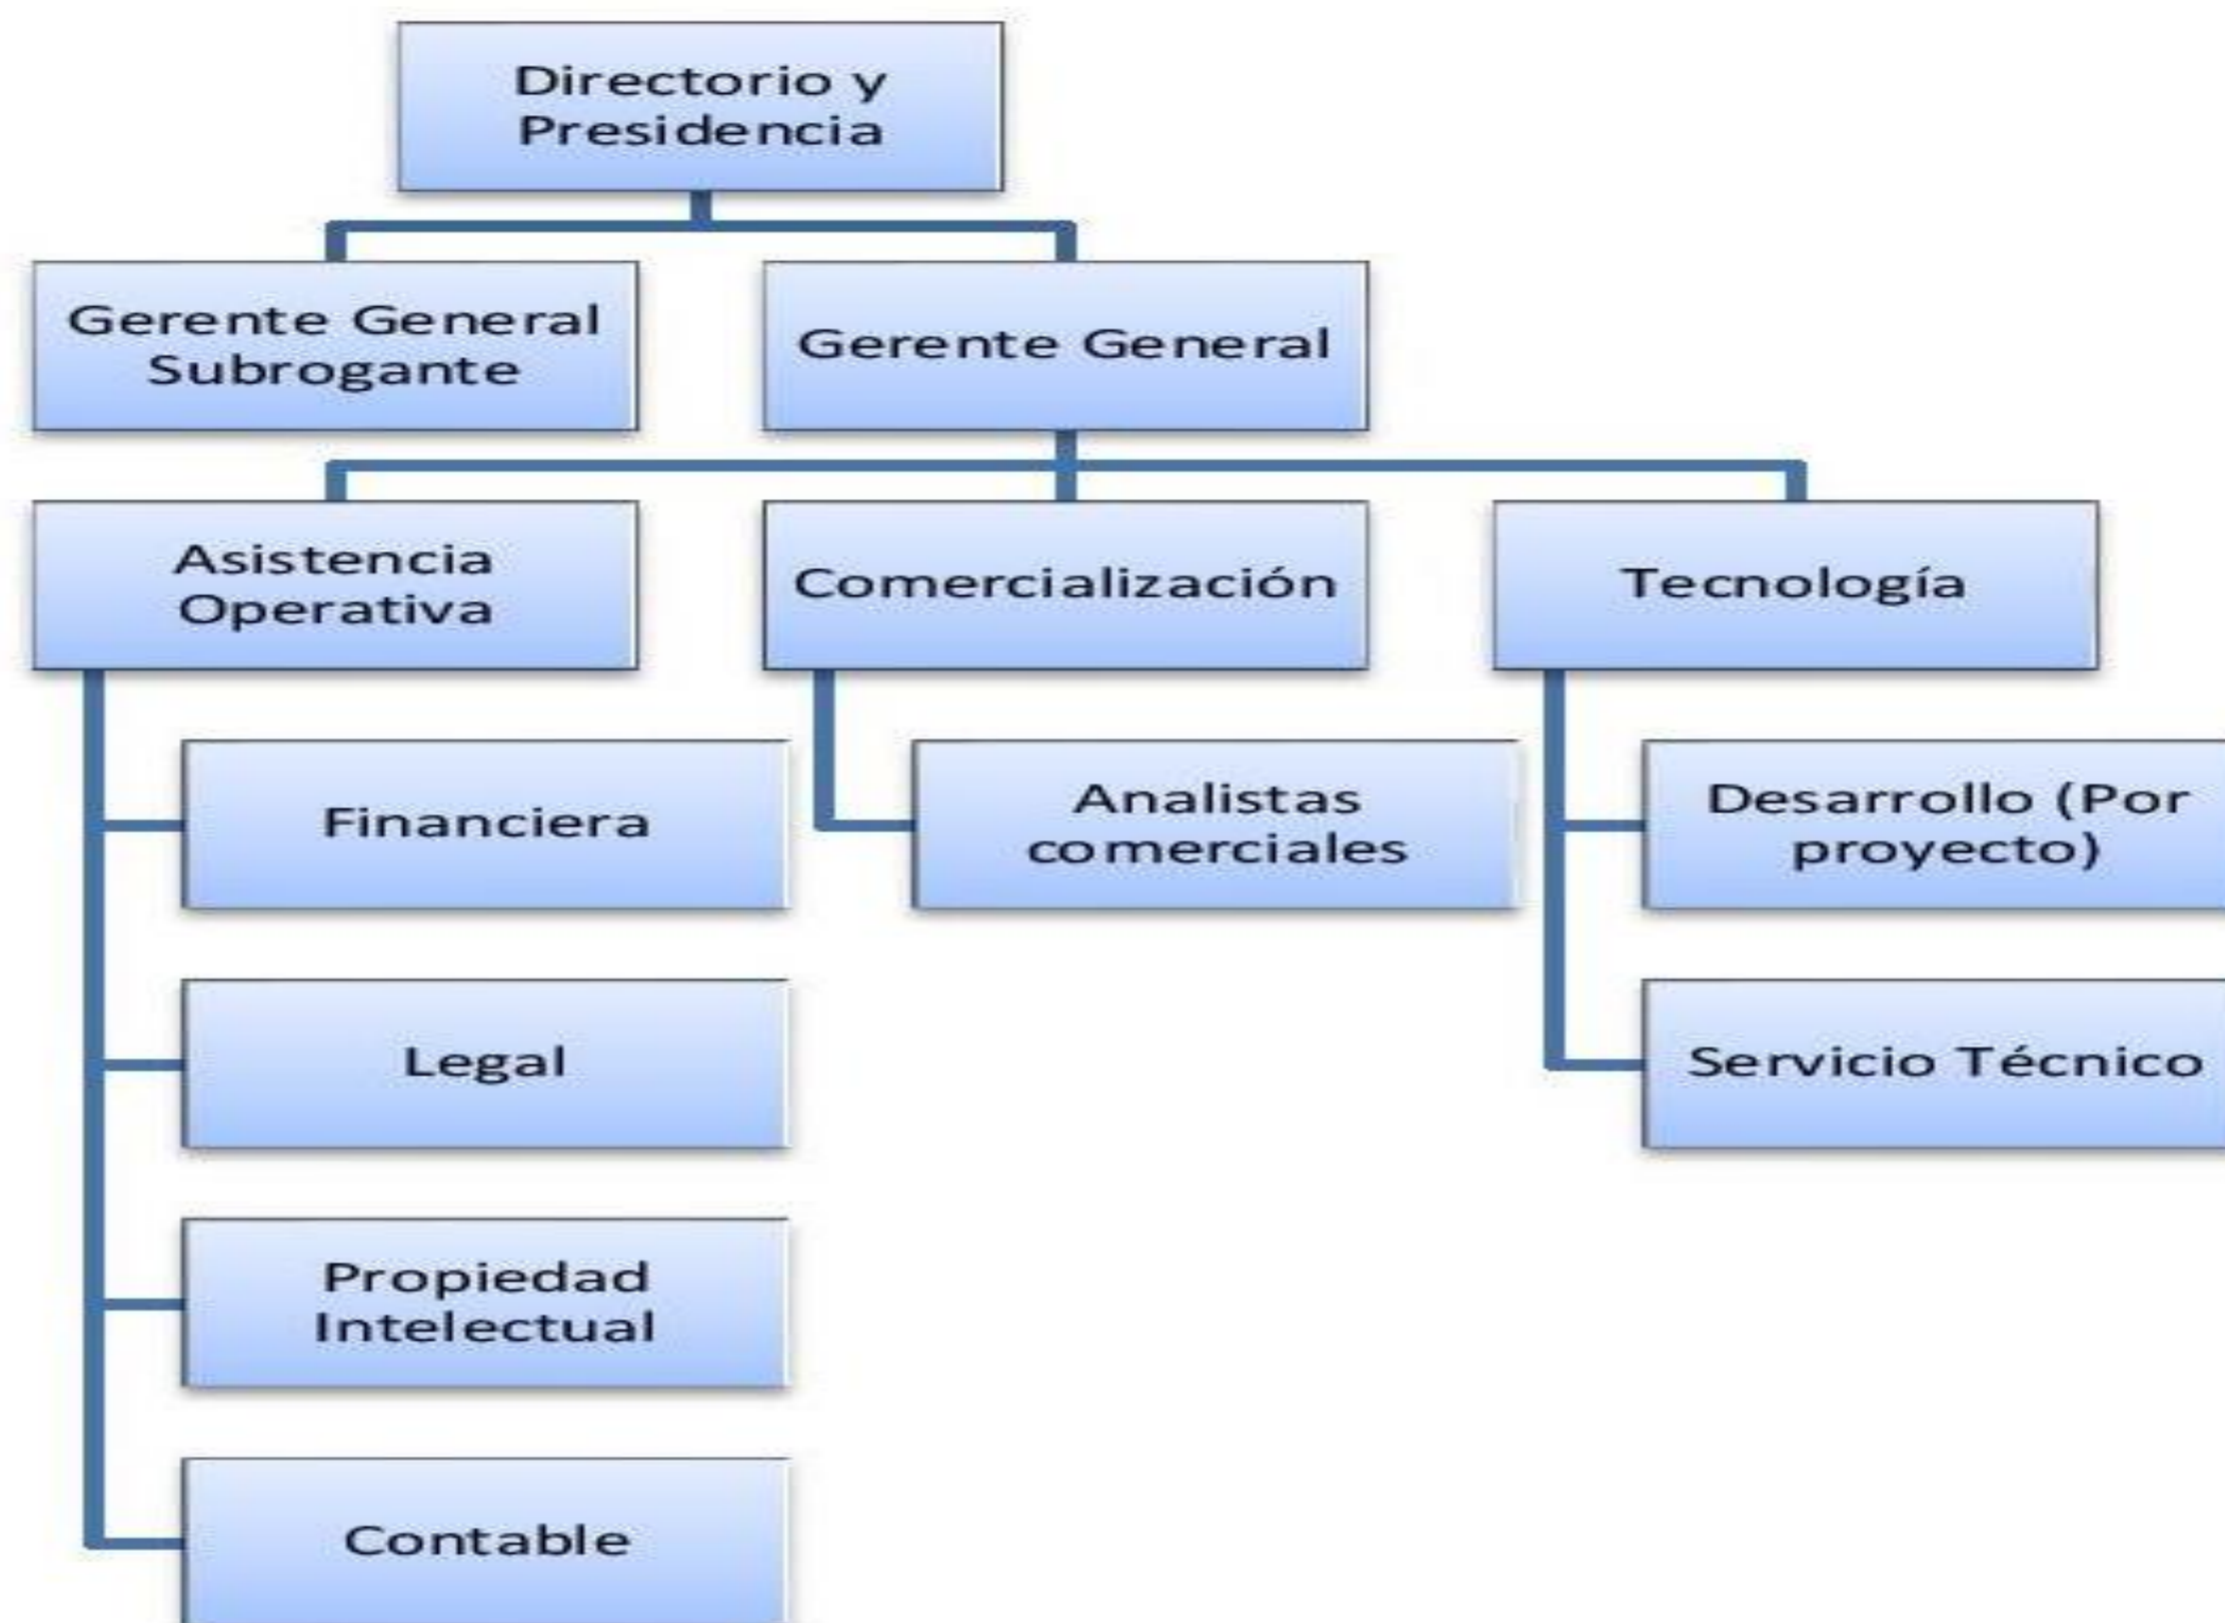 Directorio y
Presidencia
Gerente General
Subrogante
Gerente General
Asistencia
Operativa
Comercialización
Tecnología
Financiera
Analistas
comerciales
Desarrollo (Por
proyecto)
Legal
Servicio Técnico
Propiedad
Intelectual
Contable